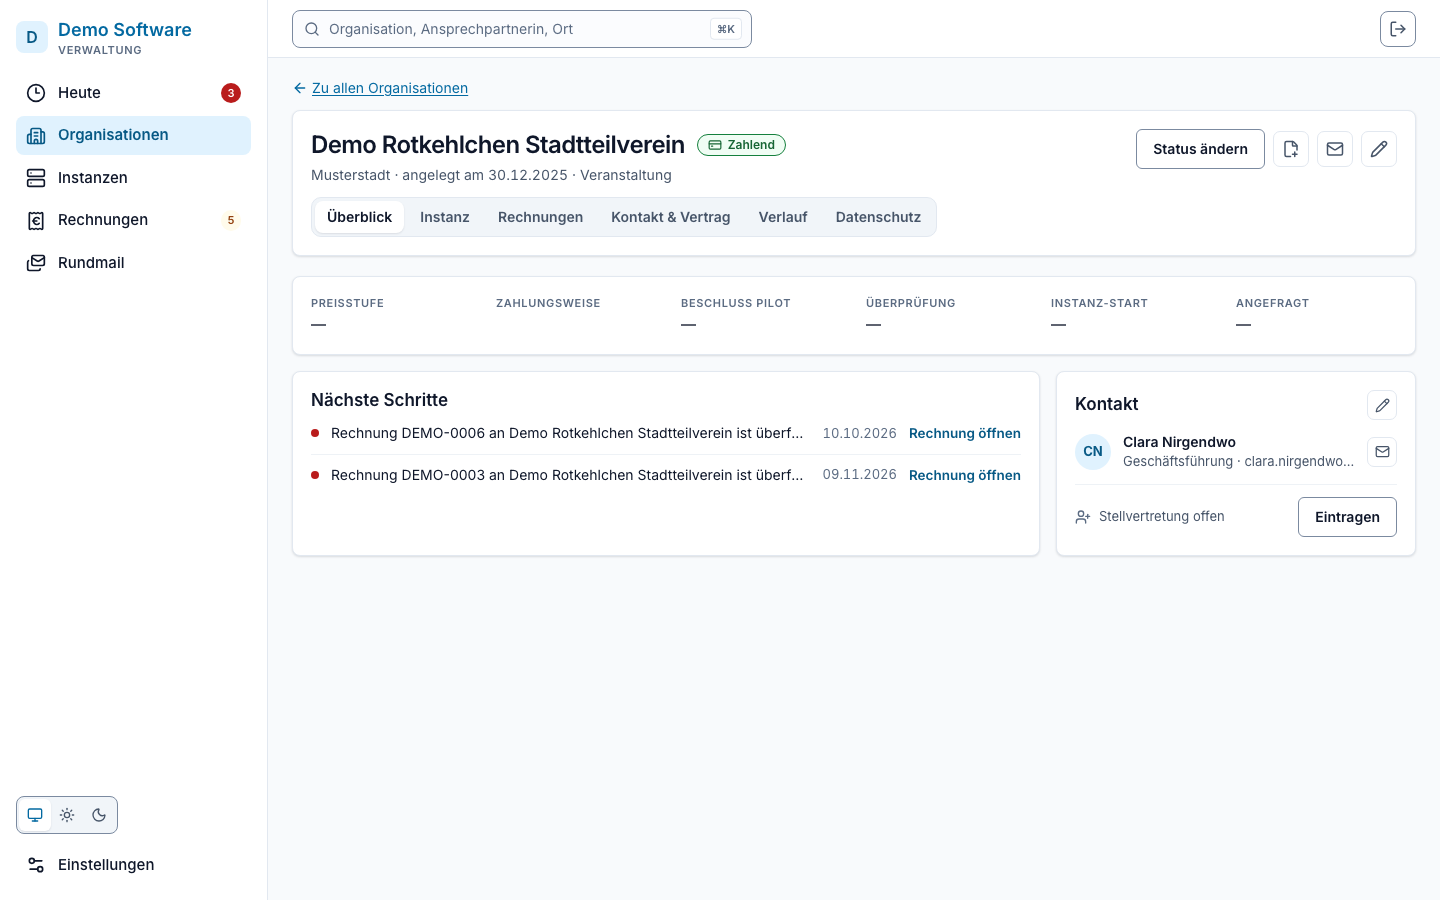 D
Demo Software
VERWALTUNG
Heute
3
Organisationen
Instanzen
Rechnungen
5
Rundmail
Einstellungen
Organisation, Ansprechpartnerin, Ort
⌘K
Zu allen Organisationen
Demo Rotkehlchen Stadtteilverein
Zahlend
Status ändern
Musterstadt · angelegt am 30.12.2025 · Veranstaltung
Überblick
Instanz
Rechnungen
Kontakt & Vertrag
Verlauf
Datenschutz
PREISSTUFE
—
ZAHLUNGSWEISE
BESCHLUSS PILOT
—
ÜBERPRÜFUNG
—
INSTANZ-START
—
ANGEFRAGT
—
Nächste Schritte
Rechnung DEMO-0006 an Demo Rotkehlchen Stadtteilverein ist überf... 10.10.2026 Rechnung öffnen
Rechnung DEMO-0003 an Demo Rotkehlchen Stadtteilverein ist überf... 09.11.2026 Rechnung öffnen
Kontakt
CN
Clara Nirgendwo
Geschäftsführung · clara.nirgendwo...
Stellvertretung offen
Eintragen